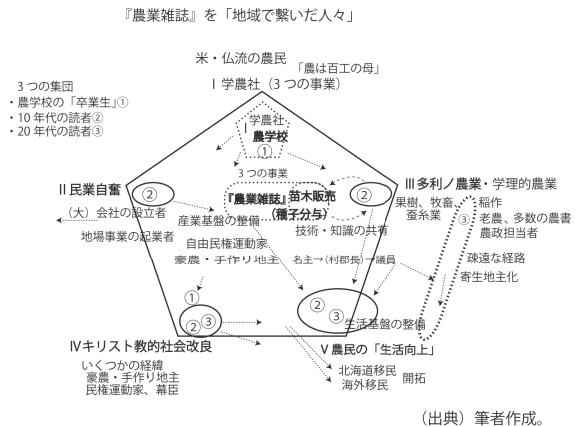 『農業雑誌』を「地域で繋いだ人々」
米・仏流の農民
「農は百工の母」
Ⅰ学農社（3つの事業）
3つの集団
・農学校の「卒業生」①
・10年代の読者②
・20年代の読者③
Ⅰ学農社
農学校
①
3つの事業
Ⅱ民業自奮
②
『農業雑誌』
苗木販売
（種子分与）
②
Ⅲ多利ノ農業・学理的農業
果樹、牧畜、
蚕糸業
③
稲作
老農、多数の農書
農政担当者
（大）会社の設立者
地場事業の起業者
産業基盤の整備
技術・知識の共有
自由民権運動家
豪農・手作り地主
名主→（村郡長）→議員
疎遠な経路
寄生地主化
①
②③
②
③
生活基盤の整備
Ⅳキリスト教的社会改良
いくつかの経緯
豪農・手作り地主
民権運動家、幕臣
Ⅴ農民の「生活向上」
北海道移民
海外移民
開拓
（出典）筆者作成。